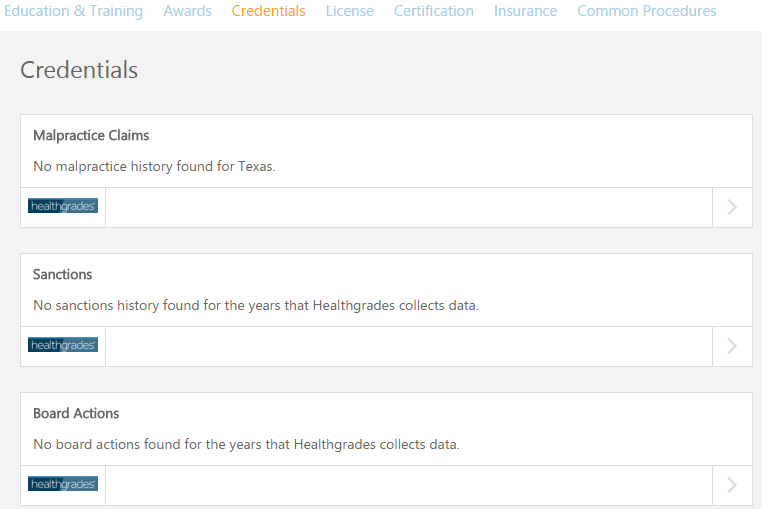 Education & Training Awards Credentials License Certification Insurance Common Procedures
Credentials
Malpractice Claims
No malpractice history found for Texas.
healthgrades
Sanctions
No sanctions history found for the years that Healthgrades collects data.
healthgrades
Board Actions
No board actions found for the years that Healthgrades collects data.
healthgrades